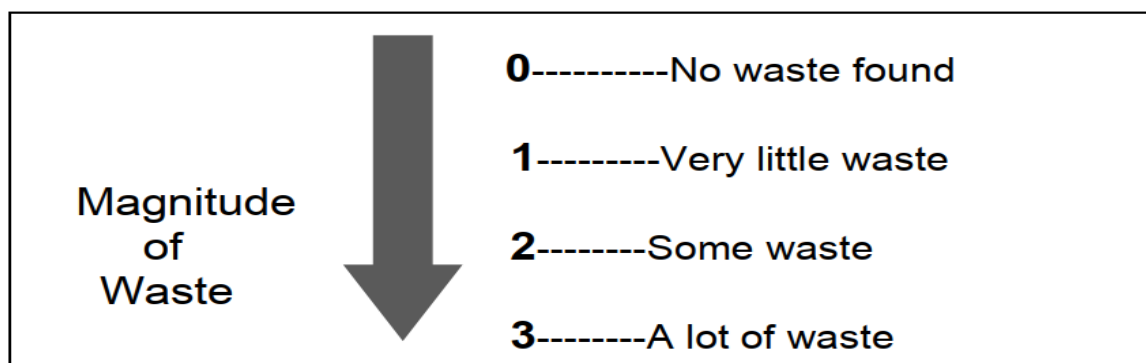 0----------No waste found
1---------Very little waste
Magnitude
of
Waste
2--------Some waste
3--------A lot of waste